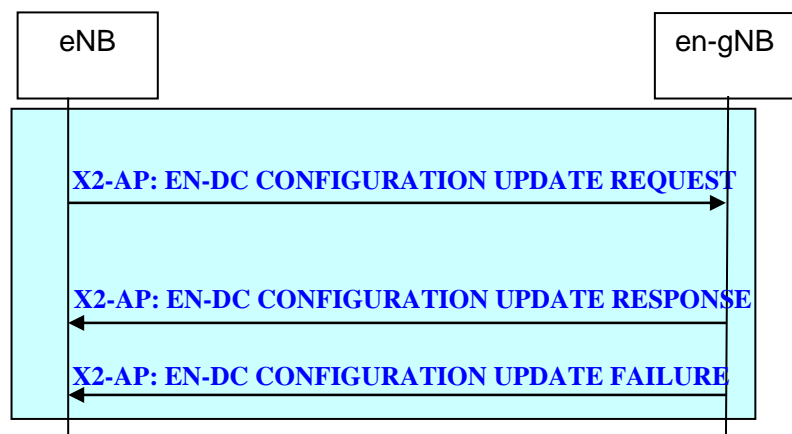 eNB
en-gNB
X2-AP: EN-DC CONFIGURATION UPDATE REQUEST
X2-AP: EN-DC CONFIGURATION UPDATE RESPONSE
X2-AP: EN-DC CONFIGURATION UPDATE FAILURE